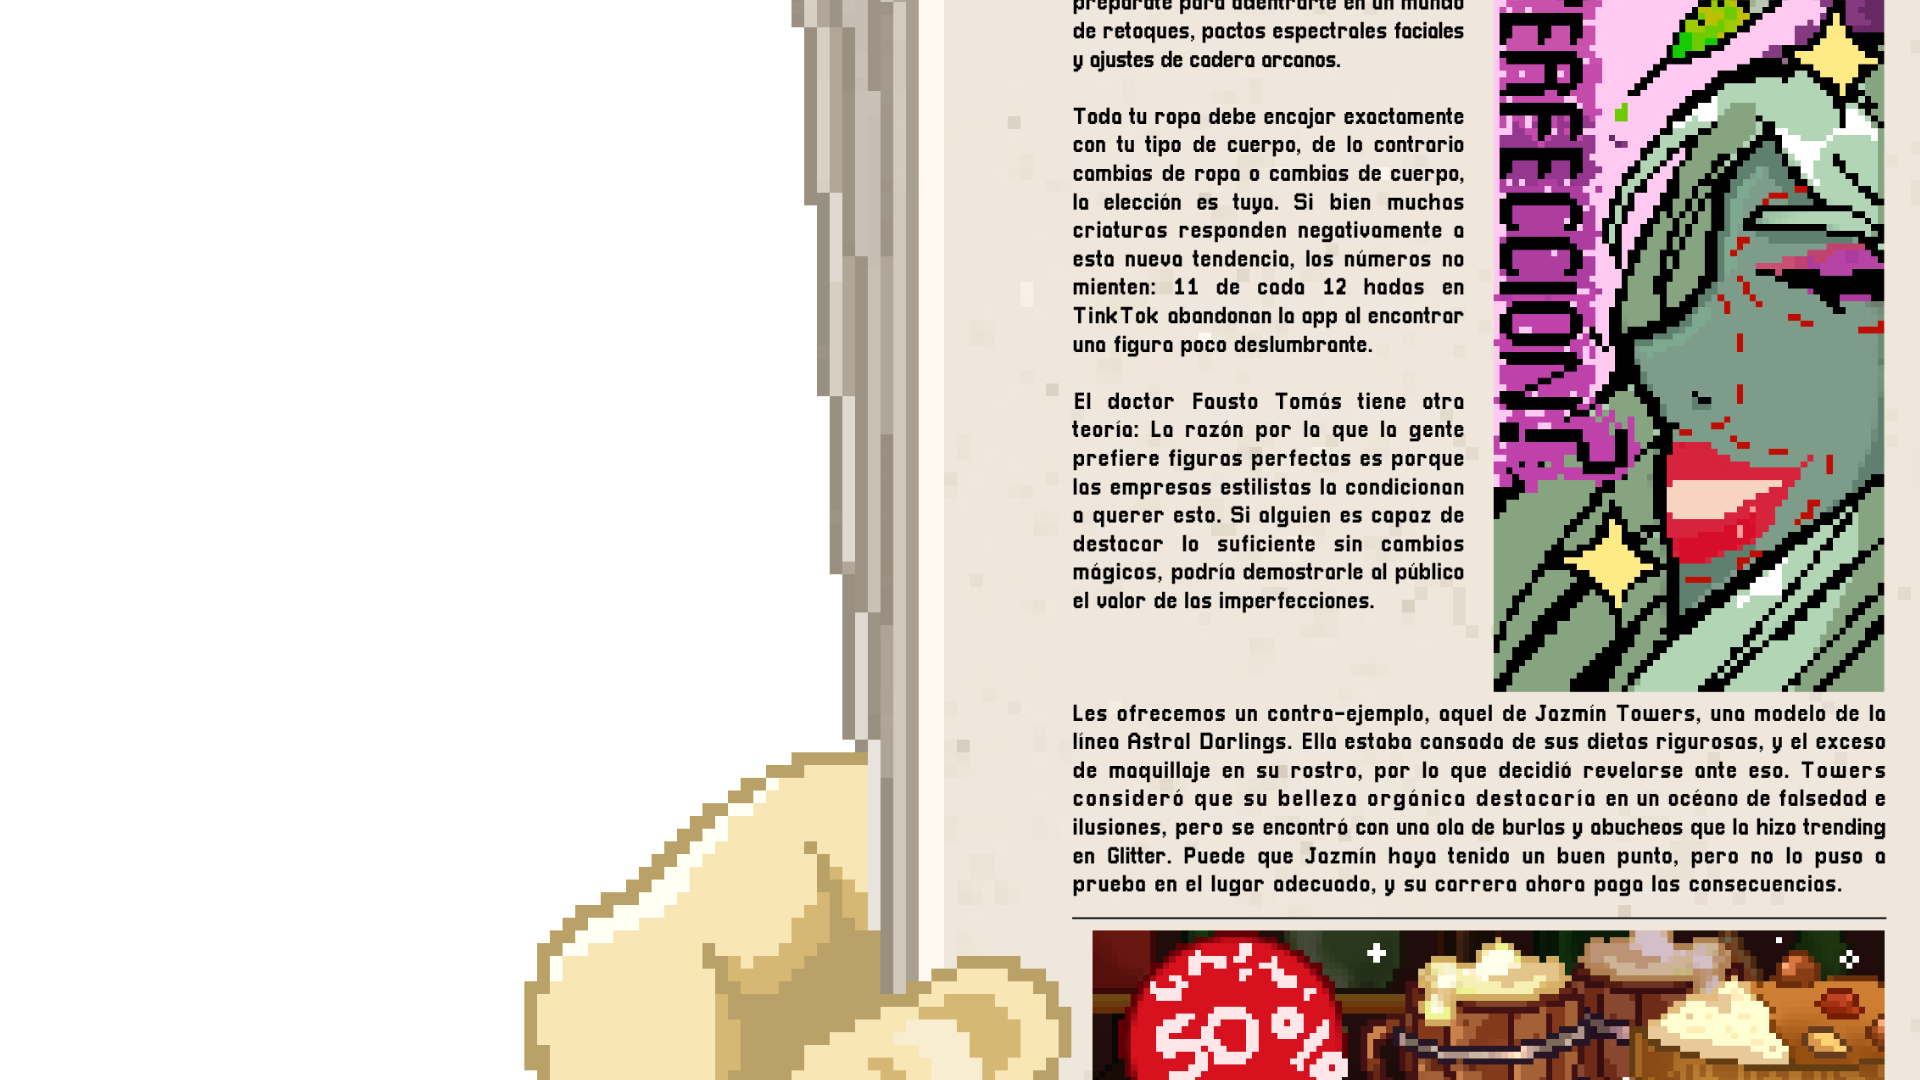 prepárate para adentrarte en un mundo
de retoques, pactos espectrales faciales
y ajustes de cadera arcanos.
Toda tu ropa debe encajar exactamente
con tu tipo de cuerpo, de lo contrario
cambias de ropa o cambias de cuerpo,
la elección es tuya. Si bien muchas
criaturas responden negativamente a
esta nueva tendencia, los números no
mienten: 11 de cada 12 hadas en
TinkTok abandonan la app al encontrar
una figura poco deslumbrante.
El doctor Fausto Tomás tiene otra
teoría: La razón por la que la gente
prefiere figuras perfectas es porque
las empresas estilistas la condicionan
a querer esto. Si alguien es capaz de
destacar lo suficiente sin cambios
mágicos, podría demostrarle al público
el valor de las imperfecciones.
ERFECCION?
Les ofrecemos un contra-ejemplo, aquel de Jazmín Towers, una modelo de la
línea Astral Darlings. Ella estaba cansada de sus dietas rigurosas, y el exceso
de maquillaje en su rostro, por lo que decidió revelarse ante eso. Towers
consideró que su belleza orgánica destacaría en un océano de falsedad e
ilusiones, pero se encontró con una ola de burlas y abucheos que la hizo trending
en Glitter. Puede que Jazmín haya tenido un buen punto, pero no lo puso a
prueba en el lugar adecuado, y su carrera ahora paga las consecuencias.
50%